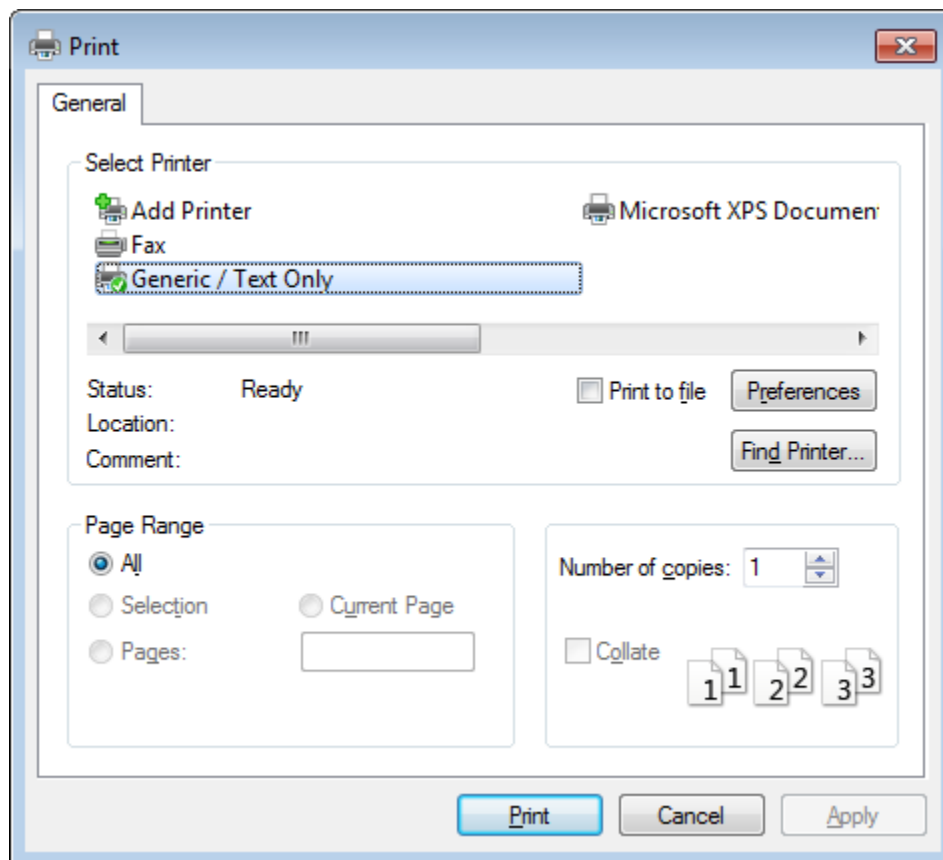 Print
General
Select Printer
Add Printer
Microsoft XPS Documen
Fax
Generic / Text Only
Status: Ready
Print to file
Preferences
Location:
Comment:
Find Printer...
Page Range
All
Selection
Current Page
Pages:
Number of copies: 1
Collate
1 1 2 2 3 3
Print
Cancel
Apply